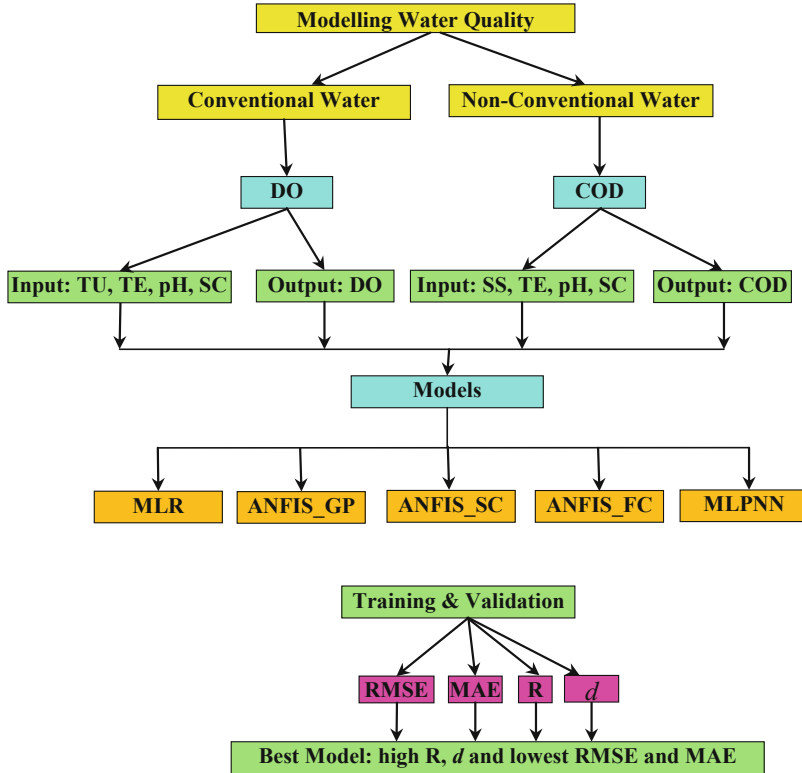 Modelling Water Quality
Conventional Water
Non-Conventional Water
DO
COD
Input: TU, TE, pH, SC
Output: DO
Input: SS, TE, pH, SC
Output: COD
Models
MLR
ANFIS_GP
ANFIS_SC
ANFIS_FC
MLPNN
Training & Validation
RMSE
MAE
R
d
Best Model: high R, d and lowest RMSE and MAE